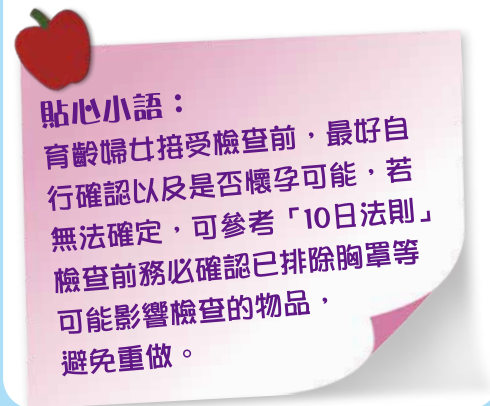 貼心小語：
育齡婦女接受檢查前，最好自
行確認以及是否懷孕可能，若
無法確定，可參考「10日法則」
檢查前務必確認已排除胸罩等
可能影響檢查的物品，
避免重做。